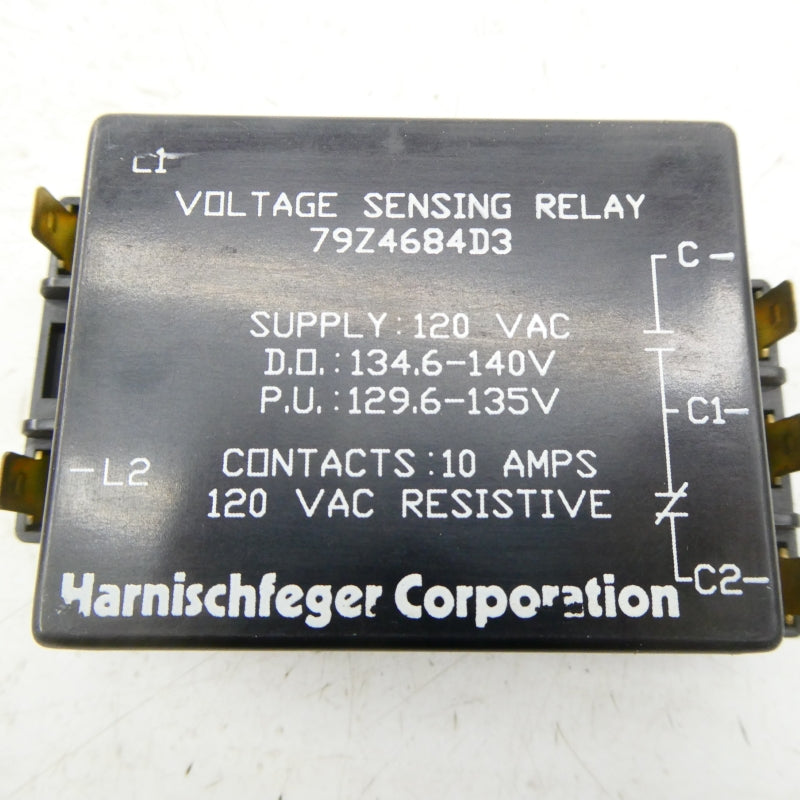 L1
VOLTAGE SENSING RELAY
79Z4684D3
C -
SUPPLY: 120 VAC
D.O.: 134.6-140V
P.U.: 129.6-135V
C1-
-L2
CONTACTS: 10 AMPS
120 VAC RESISTIVE
C2-
Harnischfeger Corporation